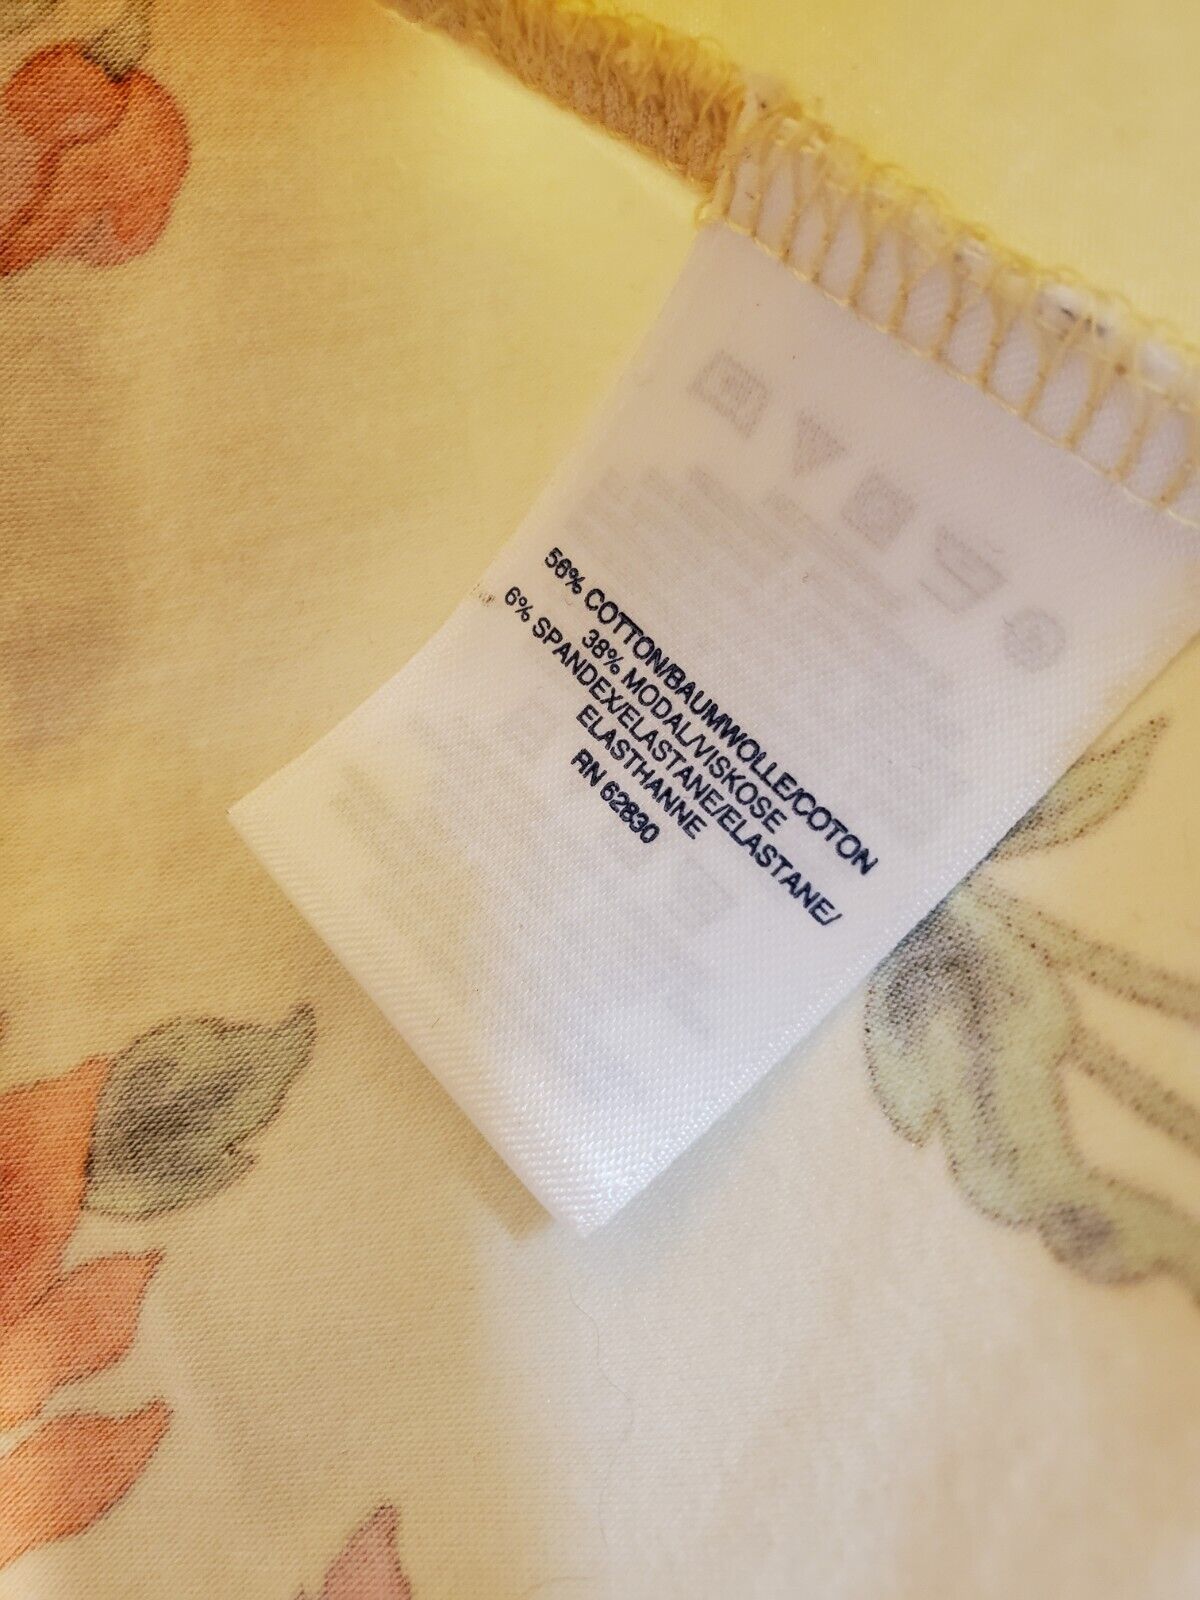 56% COTTON/BAUMWOLLE/COTON
38% MODAL/VISKOSE
6% SPANDEX/ELASTANE/ELASTANE/
ELASTHANNE
RN 62830